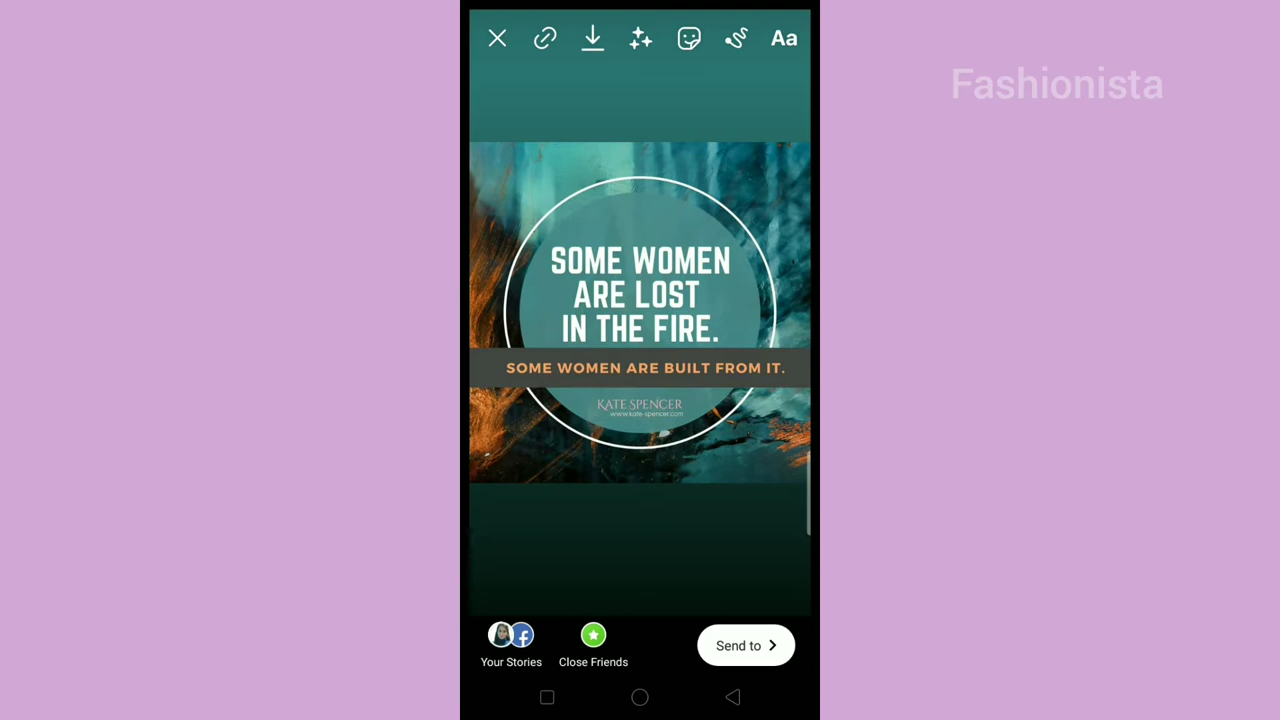 Aa
Fashionista
SOME WOMEN
ARE LOST
IN THE FIRE.
SOME WOMEN ARE BUILT FROM IT.
KATE SPENCER
www.kate-spencer.com
Your Stories
Close Friends
Send to